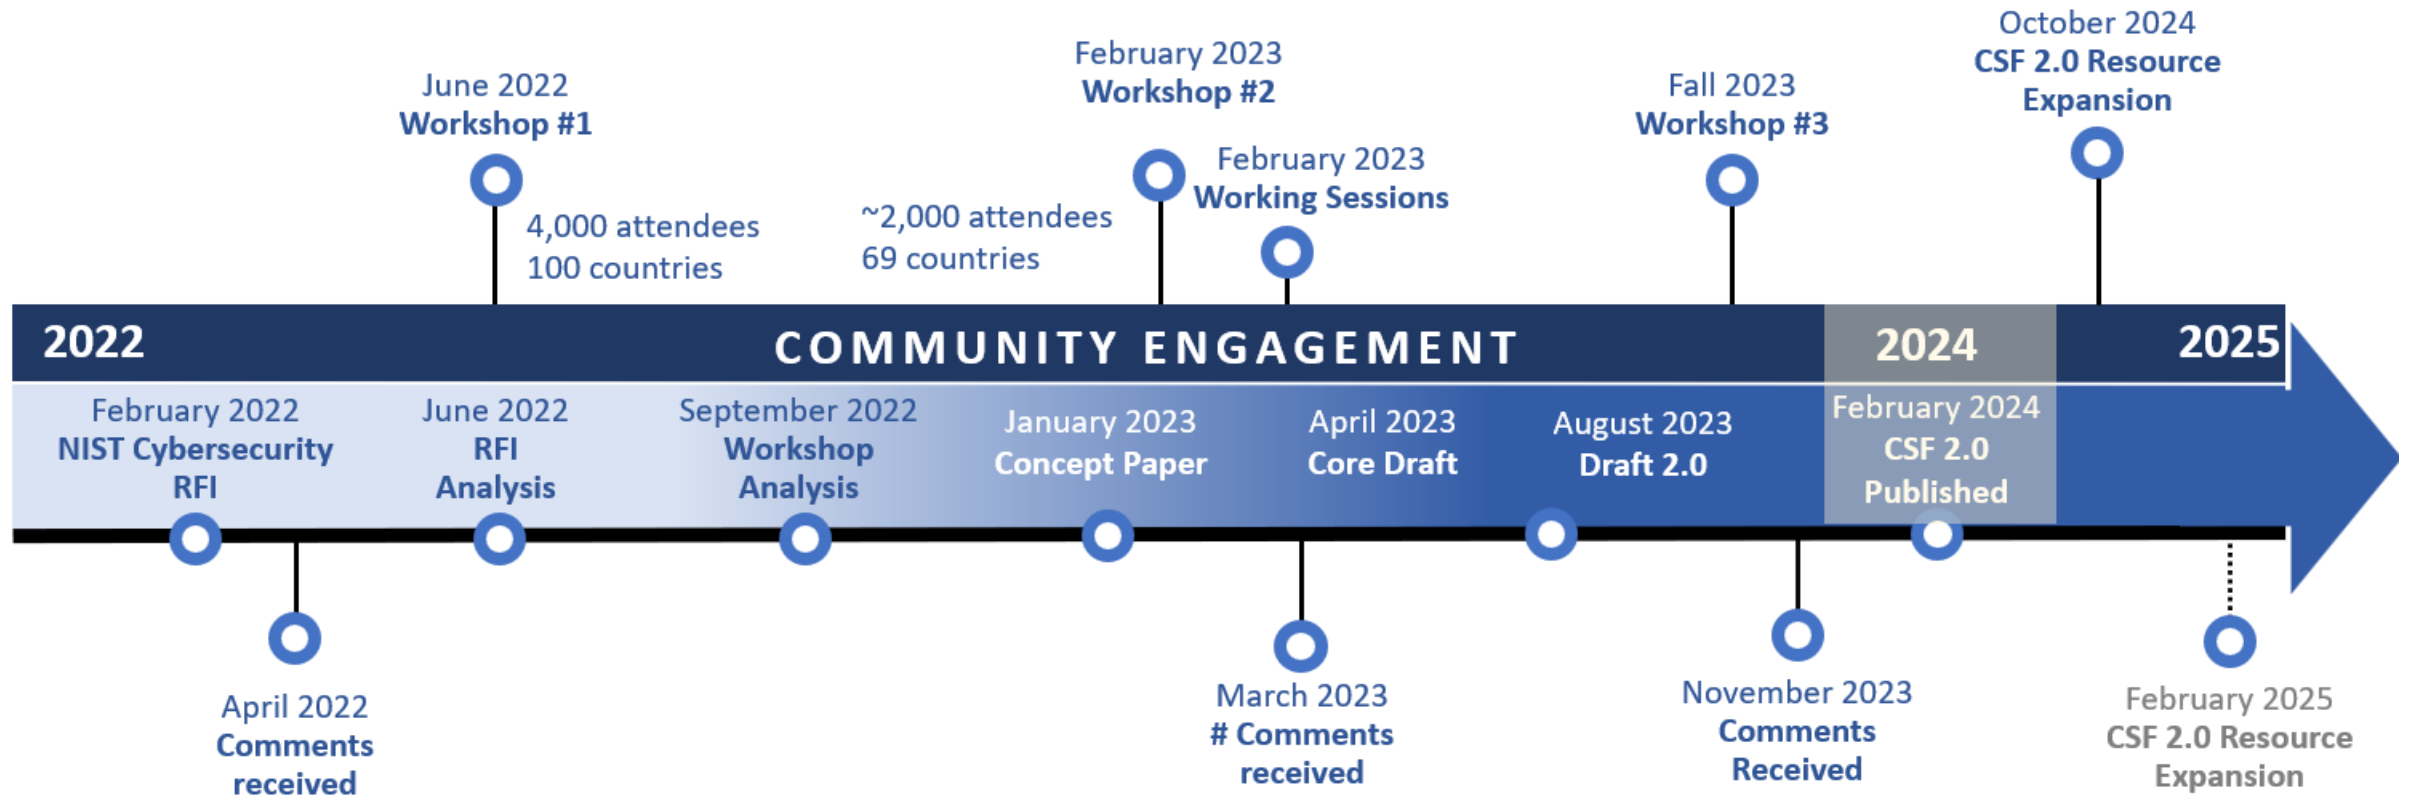 October 2024
CSF 2.0 Resource
Expansion
February 2023
Workshop #2
June 2022
Workshop #1
Fall 2023
Workshop #3
February 2023
Working Sessions
4,000 attendees
100 countries
~2,000 attendees
69 countries
2022
COMMUNITY ENGAGEMENT
2024
2025
February 2022
NIST Cybersecurity
RFI
June 2022
RFI
Analysis
September 2022
Workshop
Analysis
January 2023
Concept Paper
April 2023
Core Draft
August 2023
Draft 2.0
February 2024
CSF 2.0
Published
April 2022
Comments
received
March 2023
# Comments
received
November 2023
Comments
Received
February 2025
CSF 2.0 Resource
Expansion